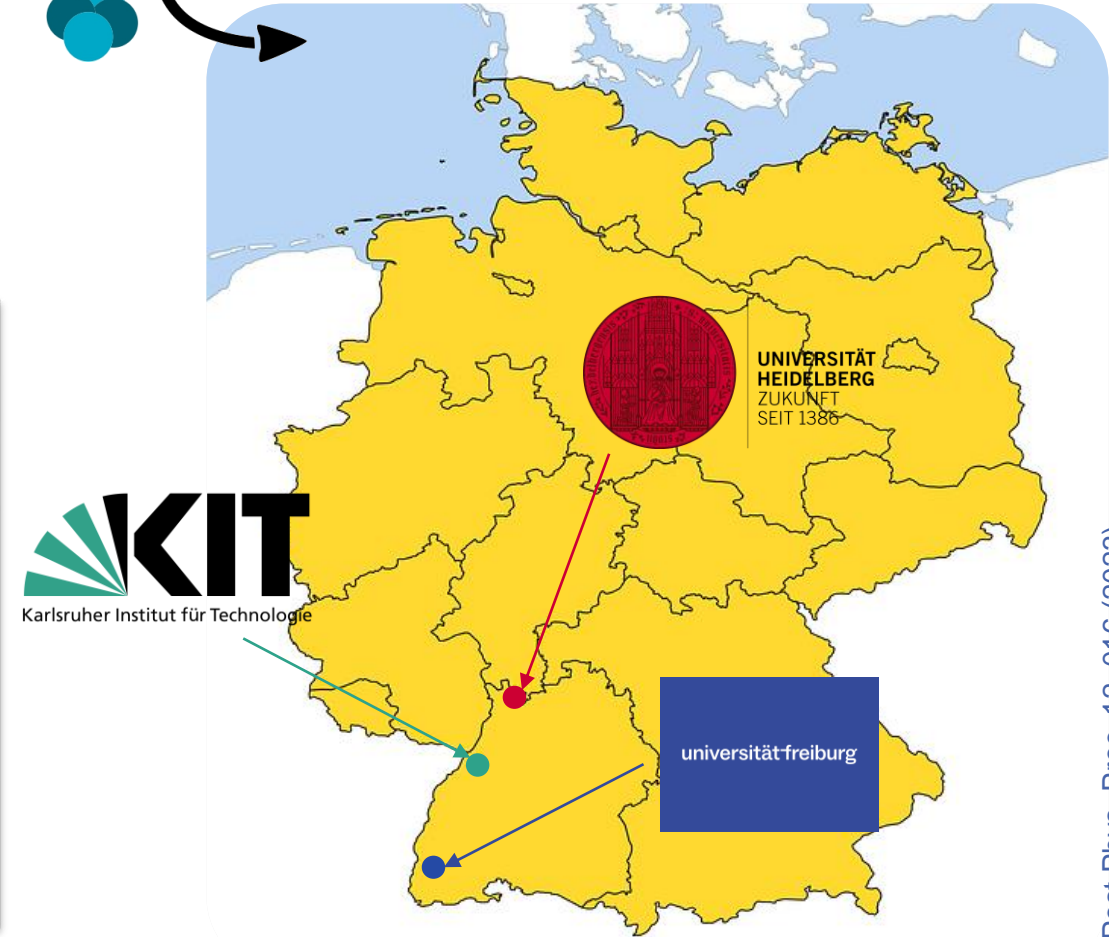 UNIVERSITÄT
HEIDELBERG
ZUKUNFT
SEIT 1386
KIT
Karlsruher Institut für Technologie
universität freiburg